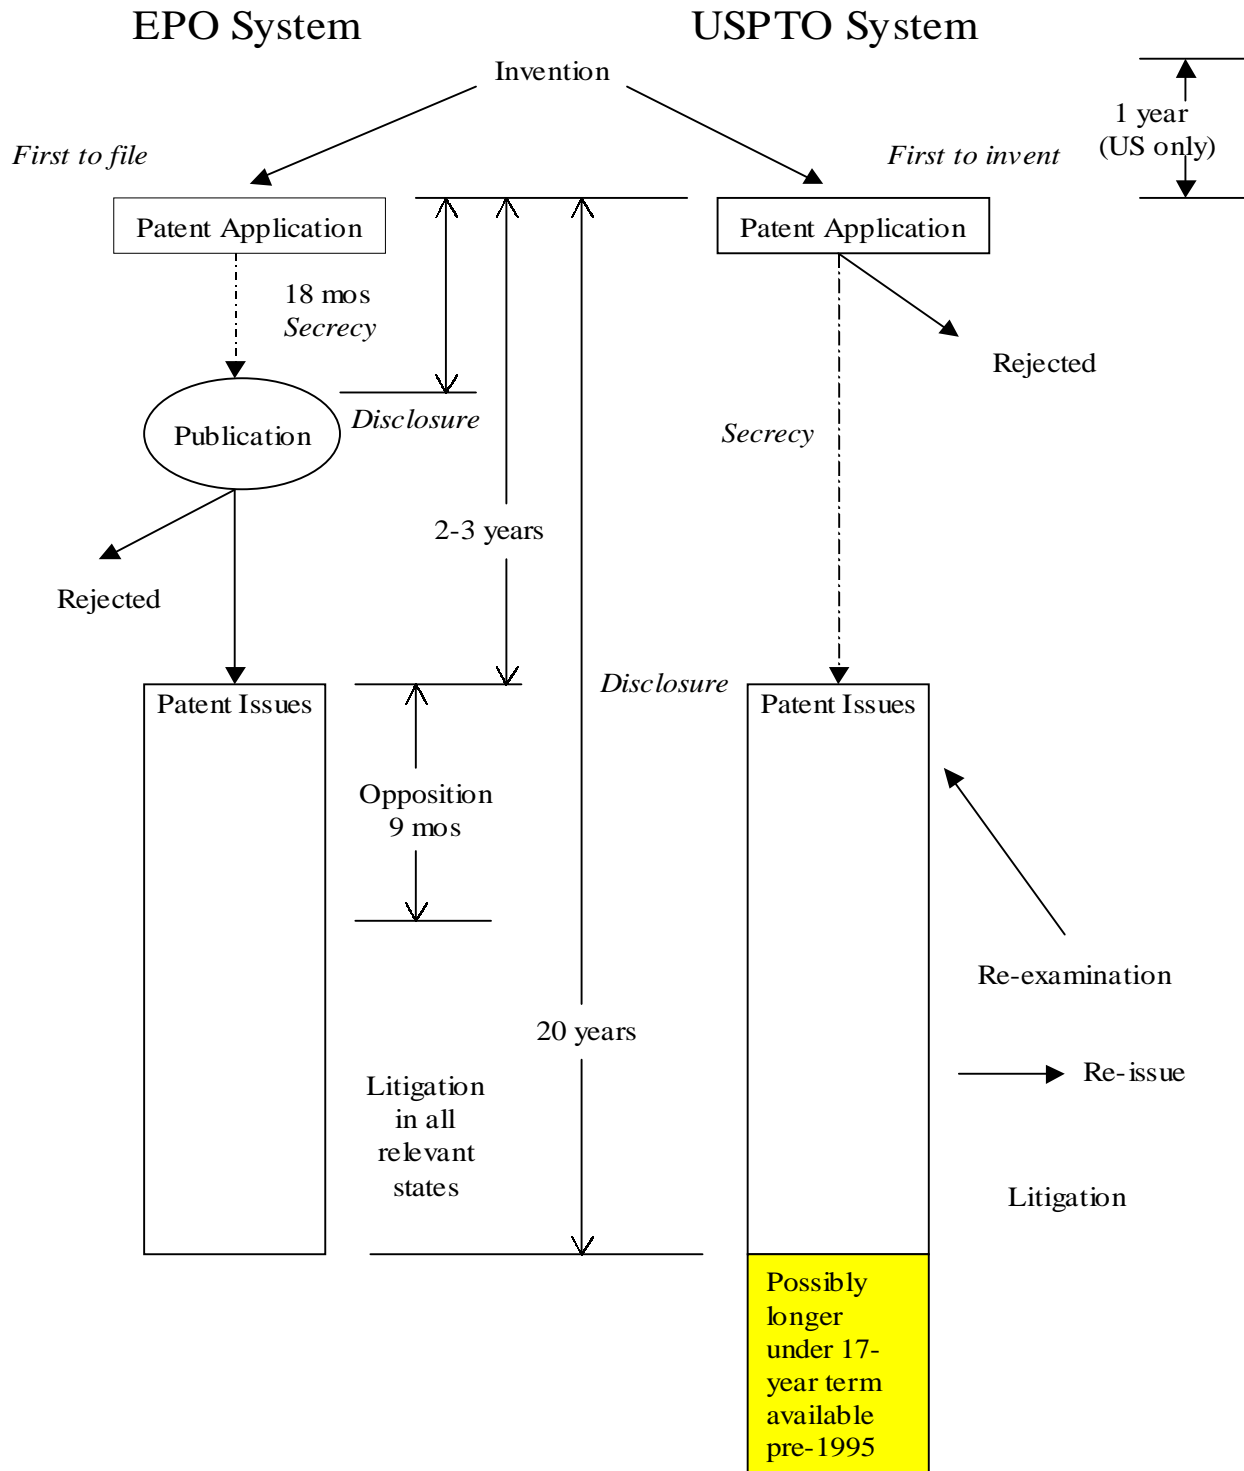 EPO System
USPTO System
Invention
1 year
(US only)
First to file
First to invent
Patent Application
Patent Application
18 mos
Secrecy
Rejected
Disclosure
Publication
Secrecy
2-3 years
Rejected
Disclosure
Patent Issues
Patent Issues
Opposition
9 mos
Re-examination
20 years
Re-issue
Litigation
in all
relevant
states
Litigation
Possibly
longer
under 17-
year term
available
pre-1995